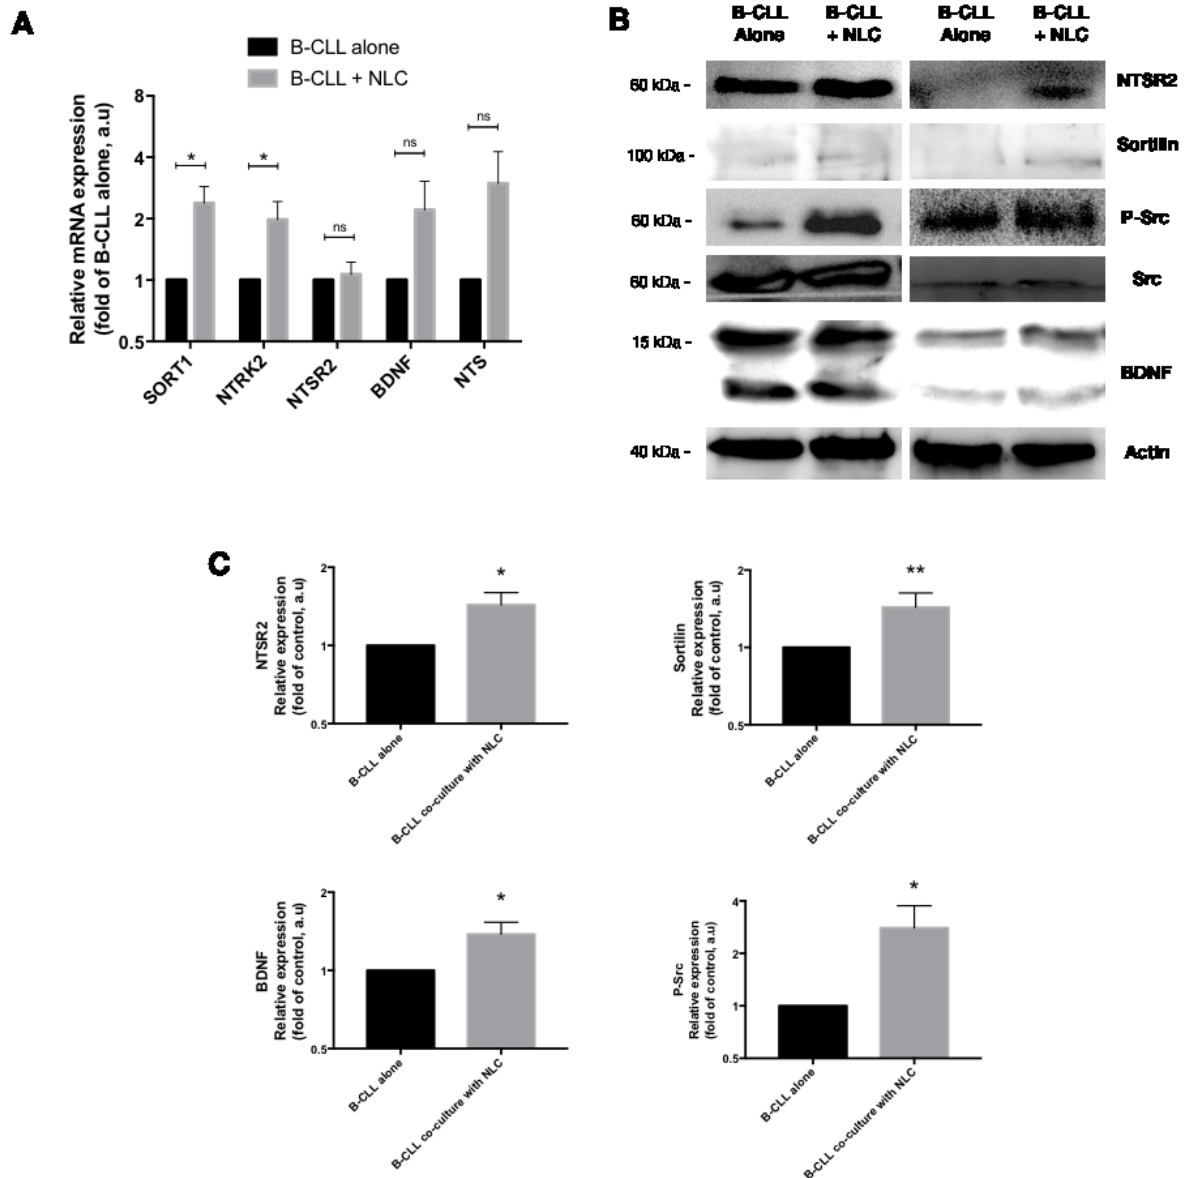 A
B-CLL alone
B-CLL + NLC
Relative mRNA expression
(fold of B-CLL alone, a.u)
8
4
2
1
0.5
*
*
ns
ns
ns
SORT1
NTRK2
NTSR2
BDNF
NTS
B
B-CLL
Alone
B-CLL
+ NLC
B-CLL
Alone
B-CLL
+ NLC
60 kDa -
NTSR2
100 kDa -
Sortilin
60 kDa -
P-Src
60 kDa -
Src
15 kDa -
BDNF
40 kDa -
Actin
C
NTSR2
Relative expression
(fold of control, a.u)
2
1
0.5
*
B-CLL alone
B-CLL co-culture with NLC
Sortilin
Relative expression
(fold of control, a.u)
2
1
0.5
**
B-CLL alone
B-CLL co-culture with NLC
BDNF
Relative expression
(fold of control, a.u)
2
1
0.5
*
B-CLL alone
B-CLL co-culture with NLC
P-Src
Relative expression
(fold of control, a.u)
4
2
1
0.5
*
B-CLL alone
B-CLL co-culture with NLC